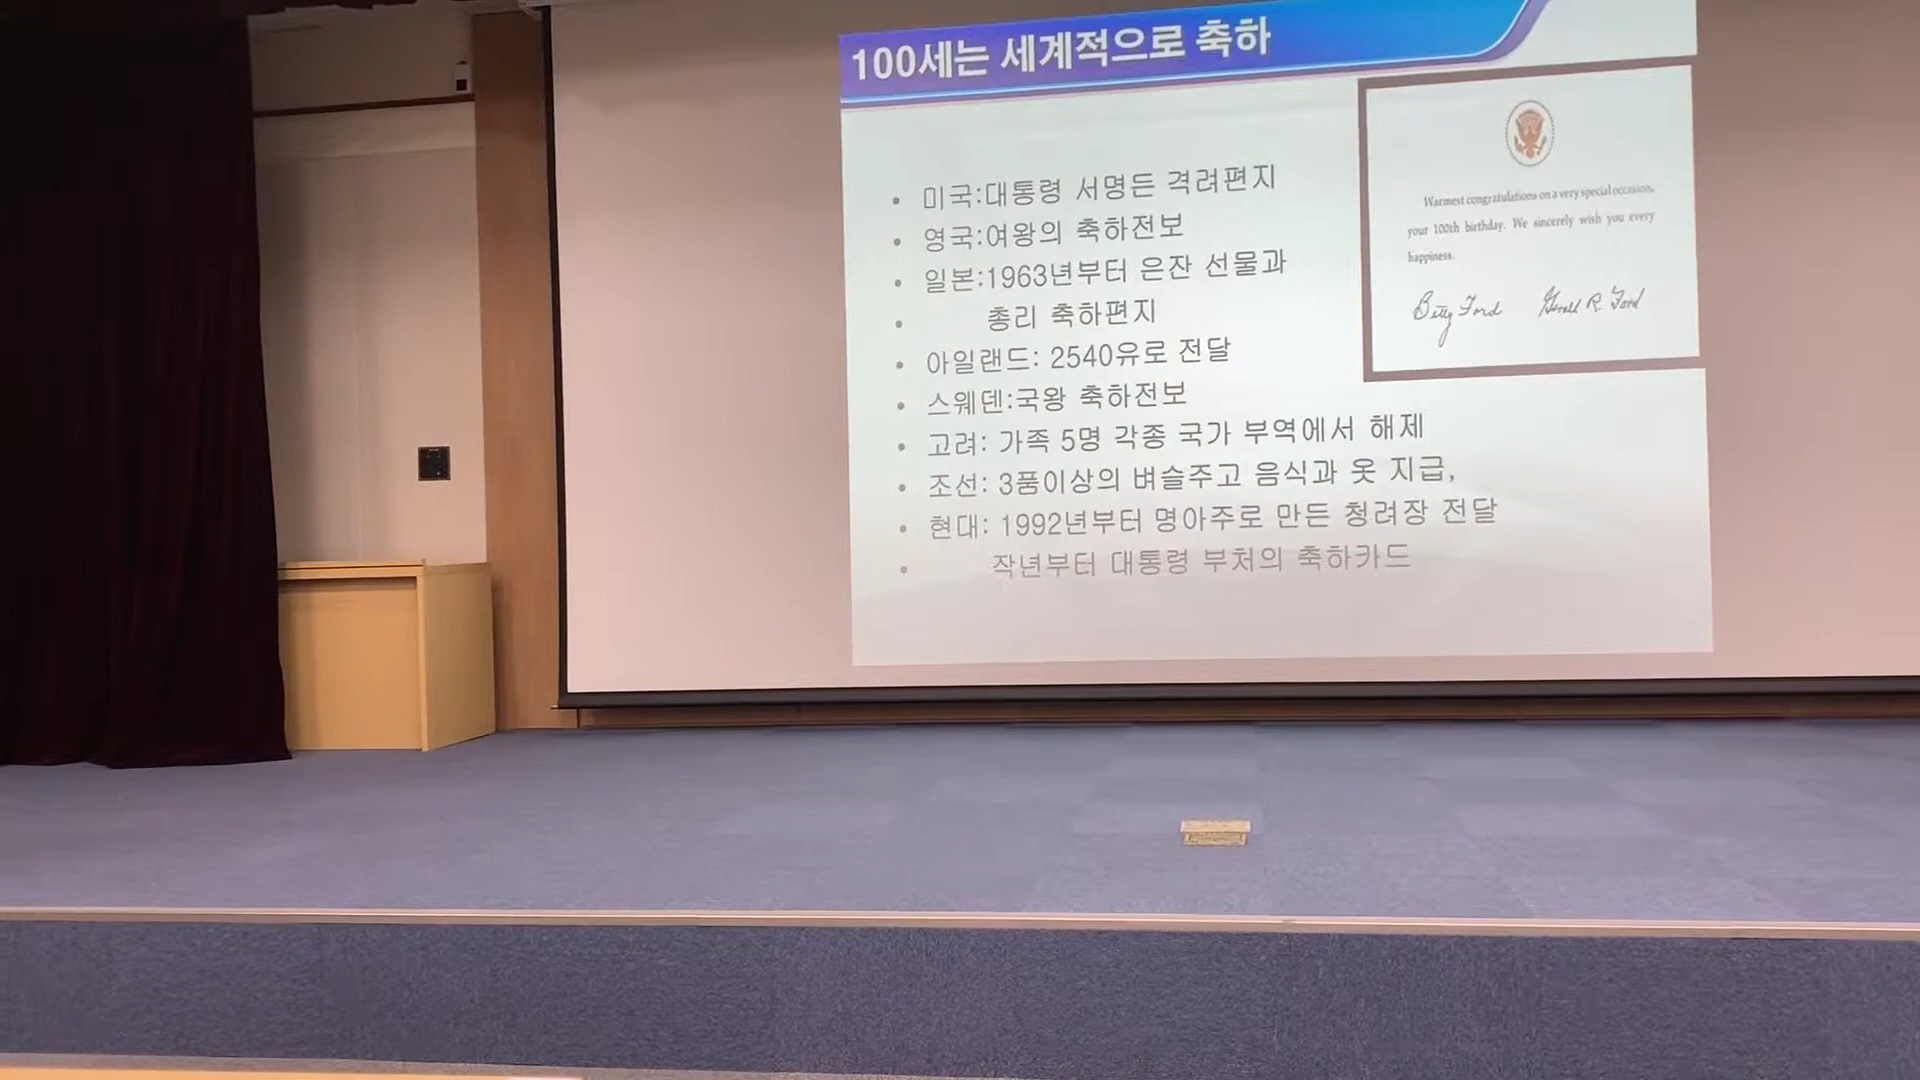 100세는 세계적으로 축하
• 미국:대통령 서명든 격려편지
• 영국:여왕의 축하전보
• 일본:1963년부터 은잔 선물과
• 총리 축하편지
• 아일랜드: 2540유로 전달
• 스웨덴:국왕 축하전보
• 고려: 가족 5명 각종 국가 부역에서 해제
• 조선: 3품이상의 벼슬주고 음식과 옷 지급,
• 현대: 1992년부터 명아주로 만든 청려장 전달
• 작년부터 대통령 부처의 축하카드
Warmest congratulations on a very special occasion,
your 100th birthday. We sincerely wish you every
happiness.
Betty Ford Gerald R. Ford